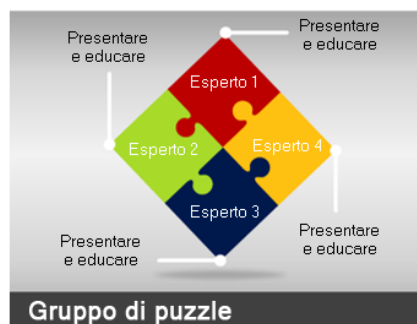 Presentare
e educare
Presentare
e educare
Esperto 1
Esperto 2
Esperto 4
Esperto 3
Presentare
e educare
Presentare
e educare
Gruppo di puzzle